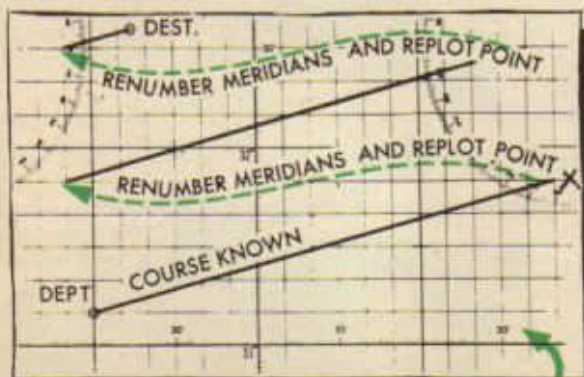 DEST.
RENUMBER MERIDIANS AND REPLOT POINT
RENUMBER MERIDIANS AND REPLOT POINT
X
COURSE KNOWN
DEPT